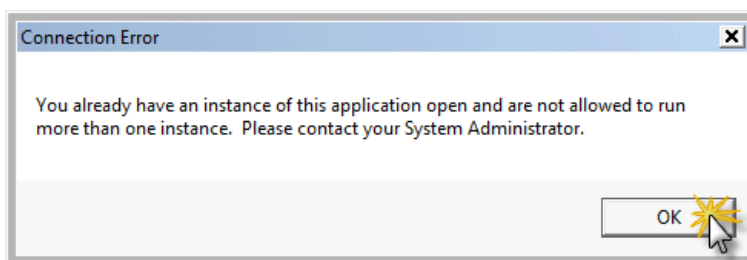 Connection Error
You already have an instance of this application open and are not allowed to run
more than one instance.  Please contact your System Administrator.
OK